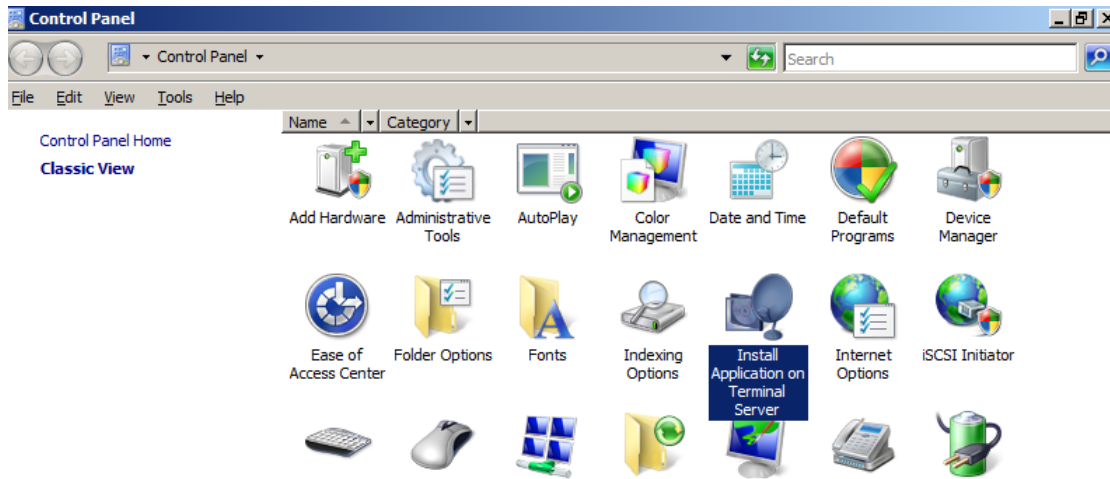 Control Panel
Control Panel
Search
File Edit View Tools Help
Name Category
Control Panel Home
Classic View
Add Hardware Administrative AutoPlay Color Date and Time Default Device
Tools Management Programs Manager
Ease of Folder Options Fonts Indexing Install Internet iSCSI Initiator
Access Center Options Application on Options
Terminal
Server